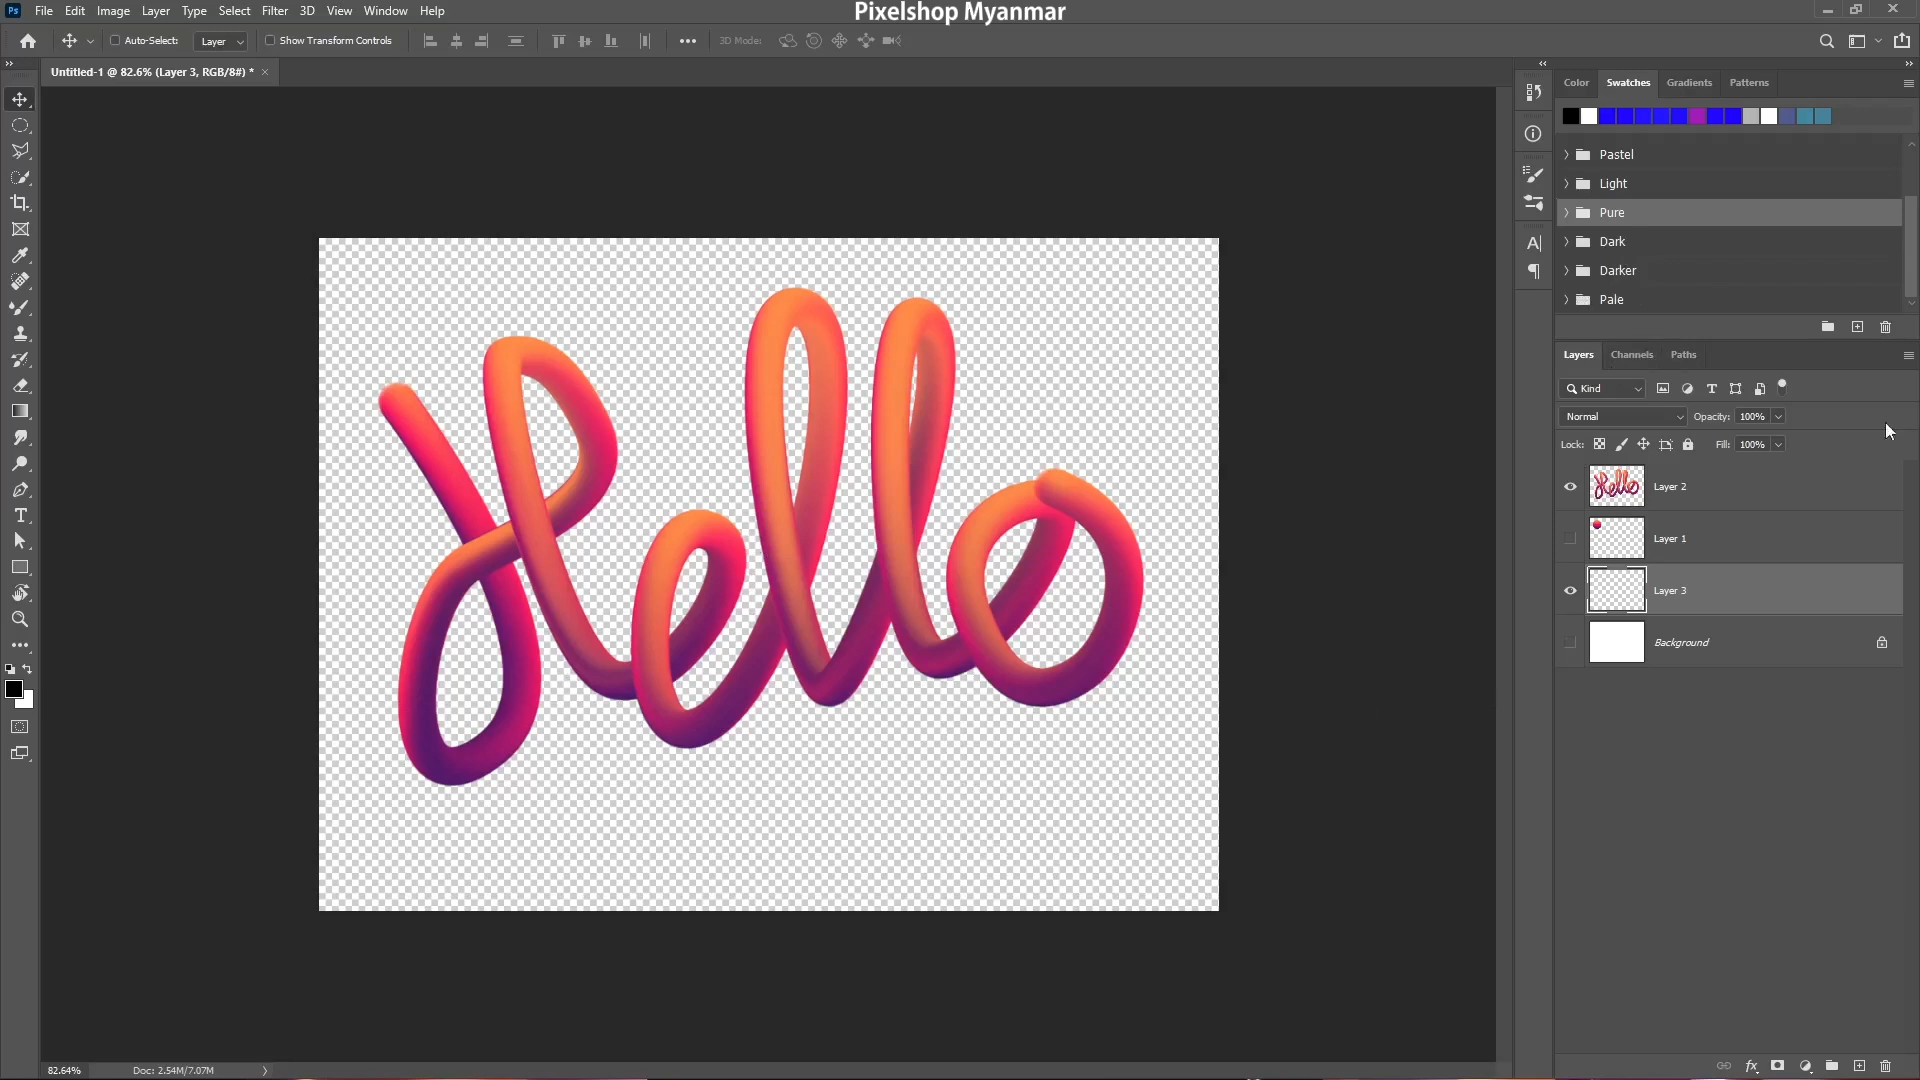 Ps File Edit Image Layer Type Select Filter 3D View Window Help
Pixelshop Myanmar
Auto-Select: Layer Show Transform Controls 3D Mode:
Untitled-1 @ 82.6% (Layer 3, RGB/8#) *
Color Swatches Gradients Patterns
Pastel
Light
Pure
Dark
Darker
Pale
Layers Channels Paths
Kind
Normal Opacity: 100%
Lock: Fill: 100%
Layer 2
Layer 1
Layer 3
Background
Hello
82.64% Doc: 2.54M/7.07M